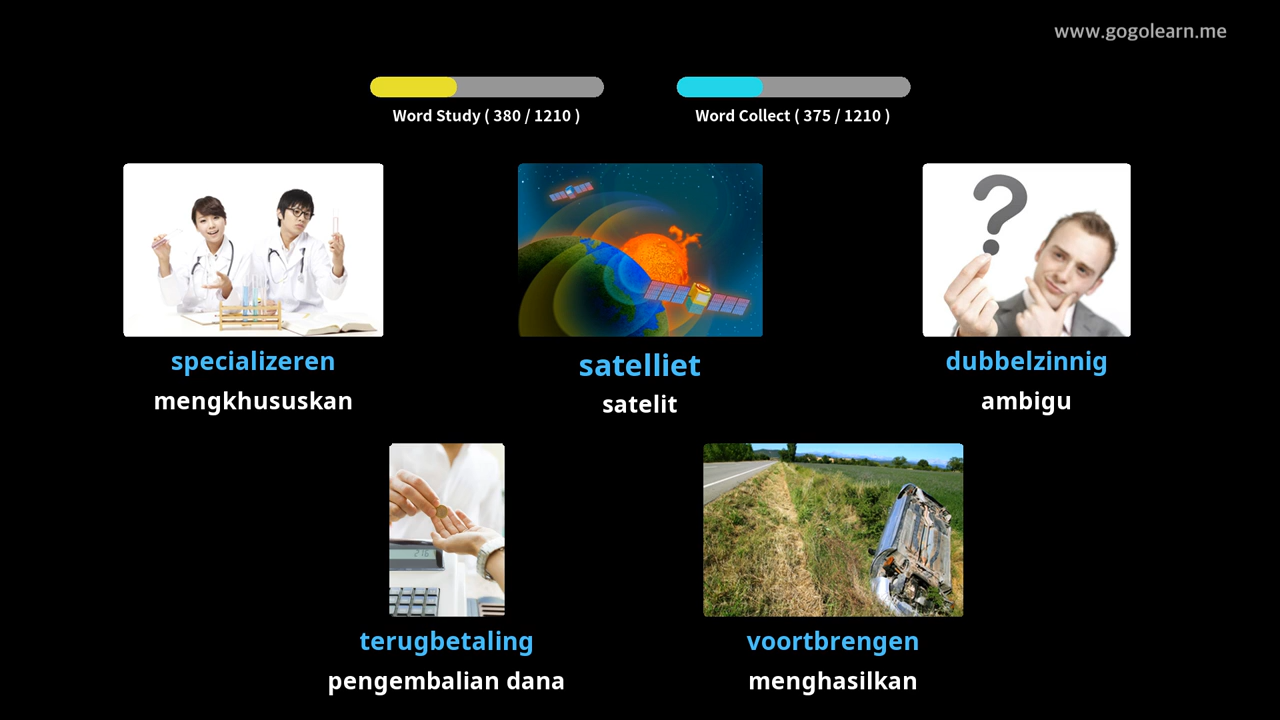 www.gogolearn.me
Word Study ( 380 / 1210 )
Word Collect ( 375 / 1210 )
specializeren
satelliet
dubbelzinnig
mengkhususkan
satelit
ambigu
216
terugbetaling
voortbrengen
pengembalian dana
menghasilkan